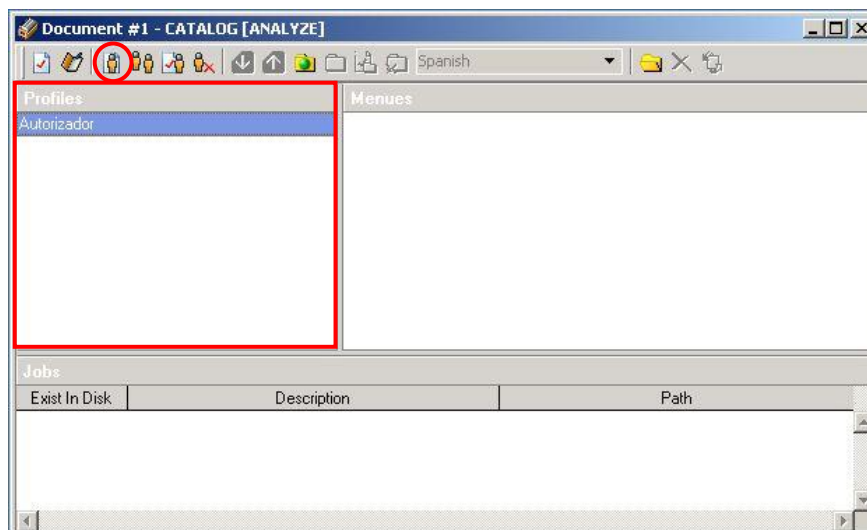 Document #1 - CATALOG [ANALYZE]
Spanish
Profiles
Menues
Autorizador
Jobs
Exist In Disk Description Path